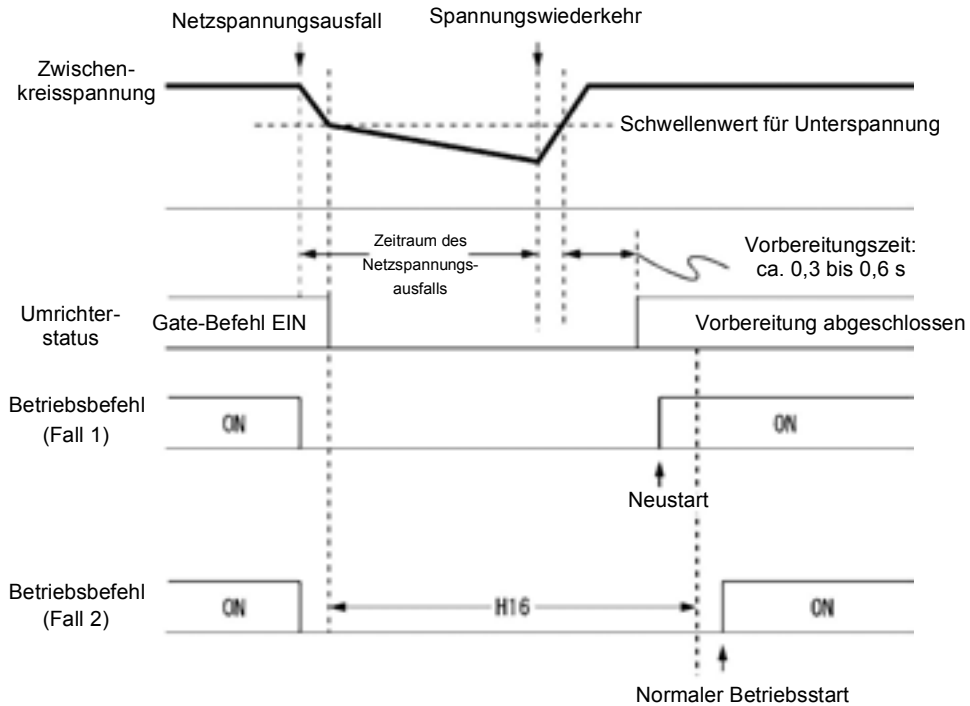 Netzspannungsausfall
Spannungswiederkehr
Zwischen-
kreisspannung
Schwellenwert für Unterspannung
Zeitraum des
Netzspannungs-
ausfalls
Vorbereitungszeit:
ca. 0,3 bis 0,6 s
Umrichter-
status
Gate-Befehl EIN
Vorbereitung abgeschlossen
Betriebsbefehl
(Fall 1)
ON
ON
Neustart
Betriebsbefehl
(Fall 2)
ON
H16
ON
Normaler Betriebsstart